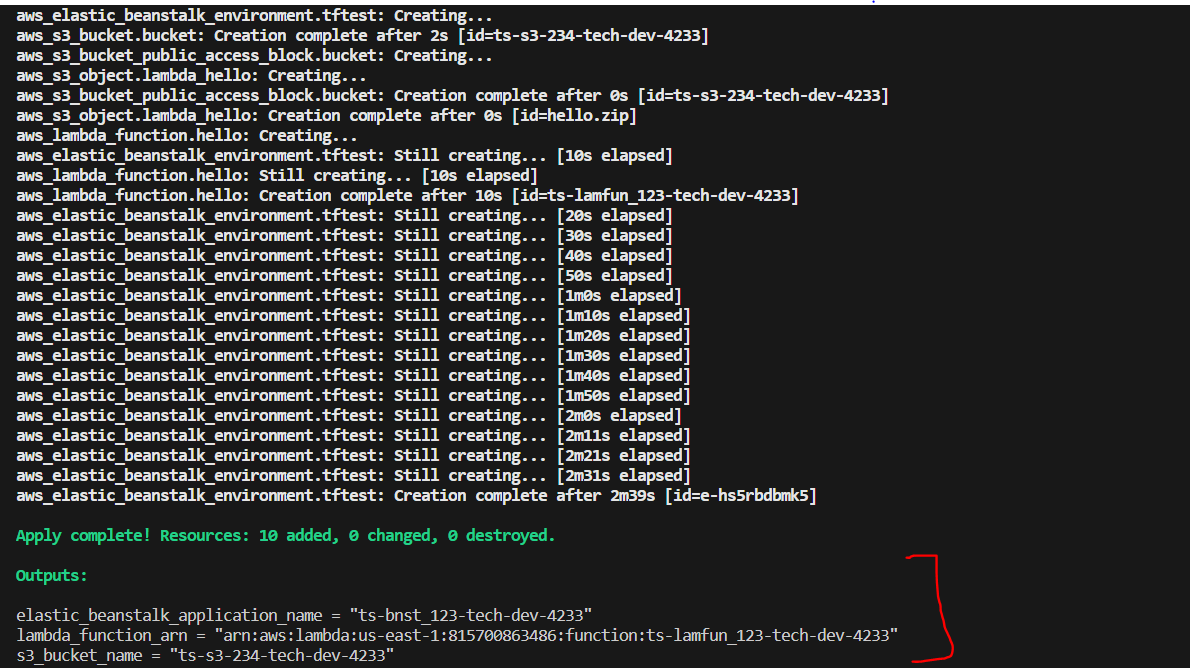 aws_elastic_beanstalk_environment.tftest: Creating...
aws_s3_bucket.bucket: Creation complete after 2s [id=ts-s3-234-tech-dev-4233]
aws_s3_bucket_public_access_block.bucket: Creating...
aws_s3_object.lambda_hello: Creating...
aws_s3_bucket_public_access_block.bucket: Creation complete after 0s [id=ts-s3-234-tech-dev-4233]
aws_s3_object.lambda_hello: Creation complete after 0s [id=hello.zip]
aws_lambda_function.hello: Creating...
aws_elastic_beanstalk_environment.tftest: Still creating... [10s elapsed]
aws_lambda_function.hello: Still creating... [10s elapsed]
aws_lambda_function.hello: Creation complete after 10s [id=ts-lamfun_123-tech-dev-4233]
aws_elastic_beanstalk_environment.tftest: Still creating... [20s elapsed]
aws_elastic_beanstalk_environment.tftest: Still creating... [30s elapsed]
aws_elastic_beanstalk_environment.tftest: Still creating... [40s elapsed]
aws_elastic_beanstalk_environment.tftest: Still creating... [50s elapsed]
aws_elastic_beanstalk_environment.tftest: Still creating... [1m0s elapsed]
aws_elastic_beanstalk_environment.tftest: Still creating... [1m10s elapsed]
aws_elastic_beanstalk_environment.tftest: Still creating... [1m20s elapsed]
aws_elastic_beanstalk_environment.tftest: Still creating... [1m30s elapsed]
aws_elastic_beanstalk_environment.tftest: Still creating... [1m40s elapsed]
aws_elastic_beanstalk_environment.tftest: Still creating... [1m50s elapsed]
aws_elastic_beanstalk_environment.tftest: Still creating... [2m0s elapsed]
aws_elastic_beanstalk_environment.tftest: Still creating... [2m11s elapsed]
aws_elastic_beanstalk_environment.tftest: Still creating... [2m21s elapsed]
aws_elastic_beanstalk_environment.tftest: Still creating... [2m31s elapsed]
aws_elastic_beanstalk_environment.tftest: Creation complete after 2m39s [id=e-hs5rbdbmk5]
Apply complete! Resources: 10 added, 0 changed, 0 destroyed.
Outputs:
elastic_beanstalk_application_name = "ts-bnst_123-tech-dev-4233"
lambda_function_arn = "arn:aws:lambda:us-east-1:815700863486:function:ts-lamfun_123-tech-dev-4233"
s3_bucket_name = "ts-s3-234-tech-dev-4233"